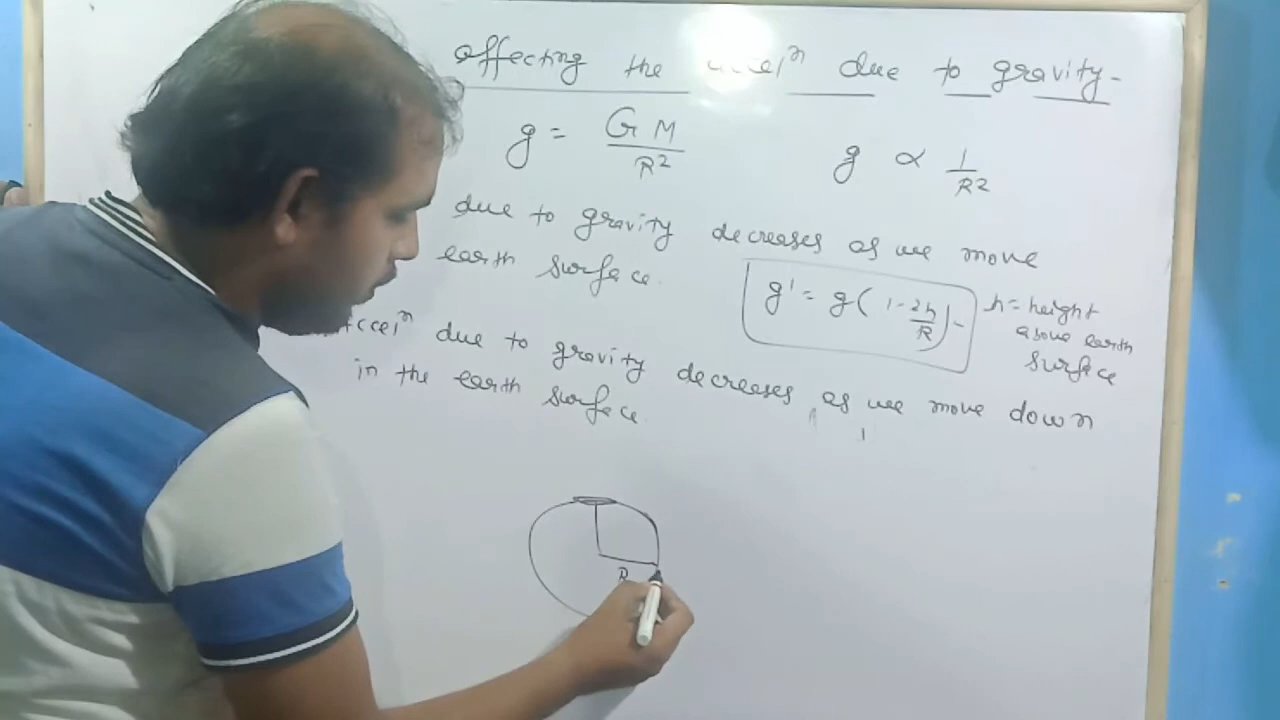 affecting the accelⁿ due to gravity-
g = GM/R² g ∝ 1/R²
due to gravity decreases as we move
earth surface.
g' = g(1-2h/R)- h = height
above earth
surface
Accelⁿ due to gravity decreases as we move down
in the earth surface.
R